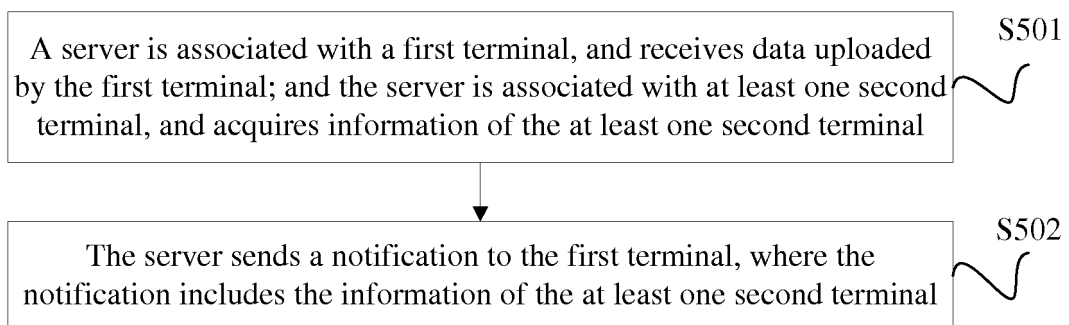 A server is associated with a first terminal, and receives data uploaded
by the first terminal; and the server is associated with at least one second
terminal, and acquires information of the at least one second terminal
S501
The server sends a notification to the first terminal, where the
notification includes the information of the at least one second terminal
S502